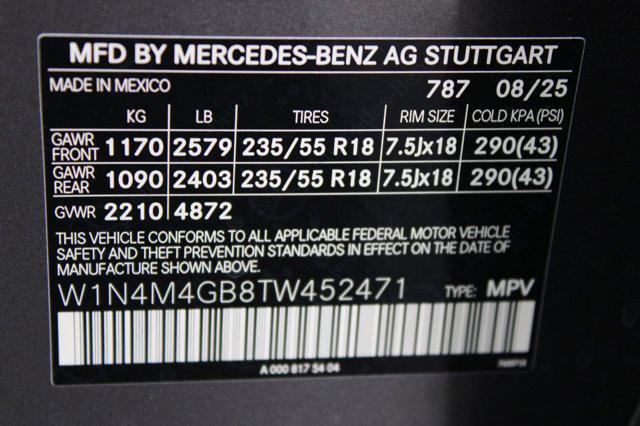 MFD BY MERCEDES-BENZ AG STUTTGART
MADE IN MEXICO 787 08/25
KG LB TIRES RIM SIZE COLD KPA (PSI)
GAWR FRONT 1170 2579 235/55 R18 7.5Jx18 290(43)
GAWR REAR 1090 2403 235/55 R18 7.5Jx18 290(43)
GVWR 2210 4872
THIS VEHICLE CONFORMS TO ALL APPLICABLE FEDERAL MOTOR VEHICLE
SAFETY AND THEFT PREVENTION STANDARDS IN EFFECT ON THE DATE OF
MANUFACTURE SHOWN ABOVE.
W1N4M4GB8TW452471 TYPE: MPV
A 000 817 54 04